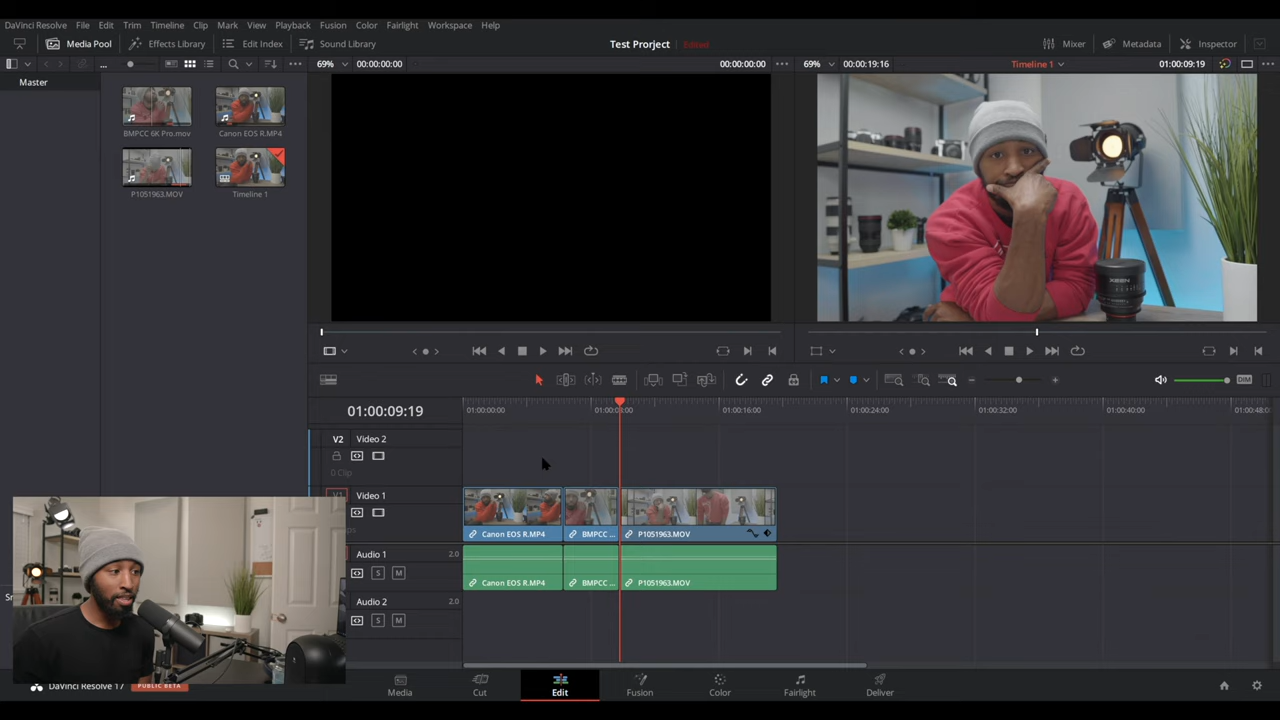 DaVinci Resolve File Edit Trim Timeline Clip Mark View Playback Fusion Color Fairlight Workspace Help
Media Pool Effects Library Edit Index Sound Library Test Prorject Edited Mixer Metadata Inspector
... 69% 00:00:00:00 00:00:00:00 ... 69% 00:00:19:16 Timeline 1 01:00:09:19 ...
Master
BMPCC 6K Pro.mov Canon EOS R.MP4
P1051963.MOV Timeline 1
XEEN
DIM
01:00:09:19 01:00:00:00 01:00:08:00 01:00:16:00 01:00:24:00 01:00:32:00 01:00:40:00 01:00:48:00
V2 Video 2
0 Clip
Video 1
Canon EOS R.MP4 BMPCC ... P1051963.MOV
Audio 1 2.0
S M Canon EOS R.MP4 BMPCC ... P1051963.MOV
Audio 2 2.0
S M
DaVinci Resolve 17 PUBLIC BETA
Media Cut Edit Fusion Color Fairlight Deliver